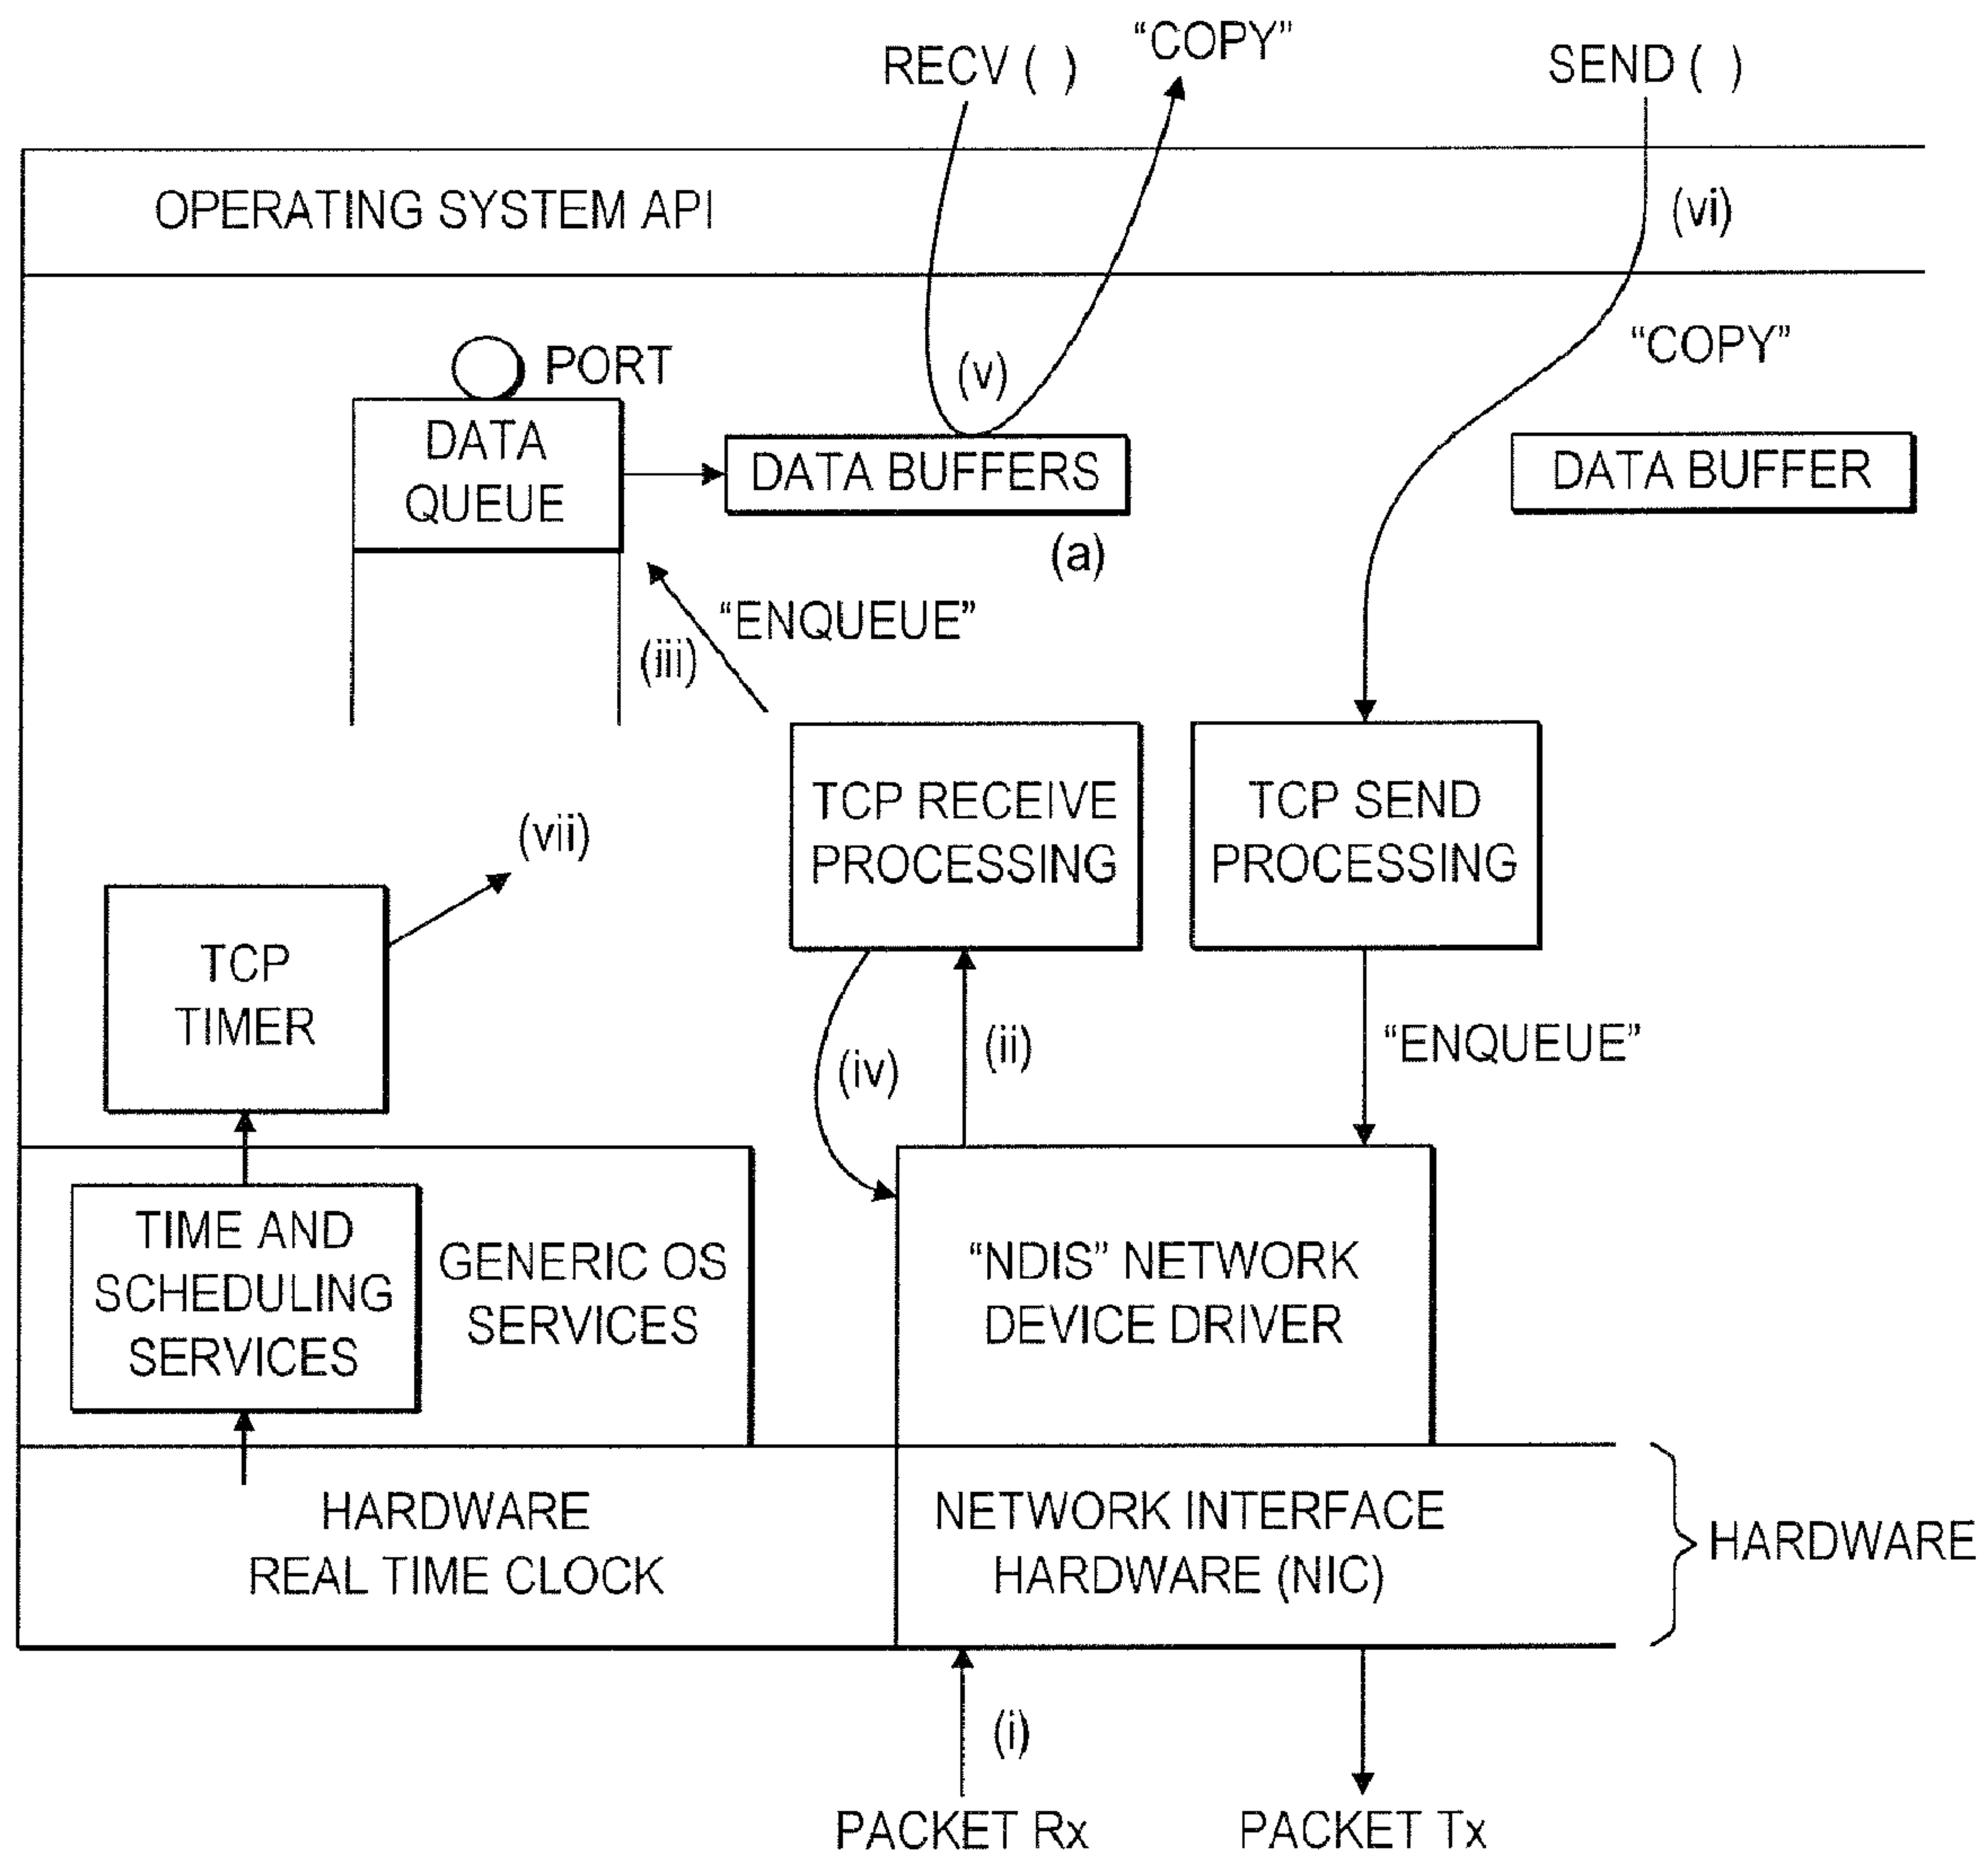 RECV ( )
“COPY”
SEND ( )
OPERATING SYSTEM API
(vi)
“COPY”
PORT
(v)
DATA
QUEUE
DATA BUFFERS
DATA BUFFER
(a)
“ENQUEUE”
(iii)
TCP RECEIVE
PROCESSING
TCP SEND
PROCESSING
(vii)
TCP
TIMER
(iv)
(ii)
“ENQUEUE”
TIME AND
SCHEDULING
SERVICES
GENERIC OS
SERVICES
“NDIS” NETWORK
DEVICE DRIVER
HARDWARE
REAL TIME CLOCK
NETWORK INTERFACE
HARDWARE (NIC)
HARDWARE
(i)
PACKET Rx
PACKET Tx